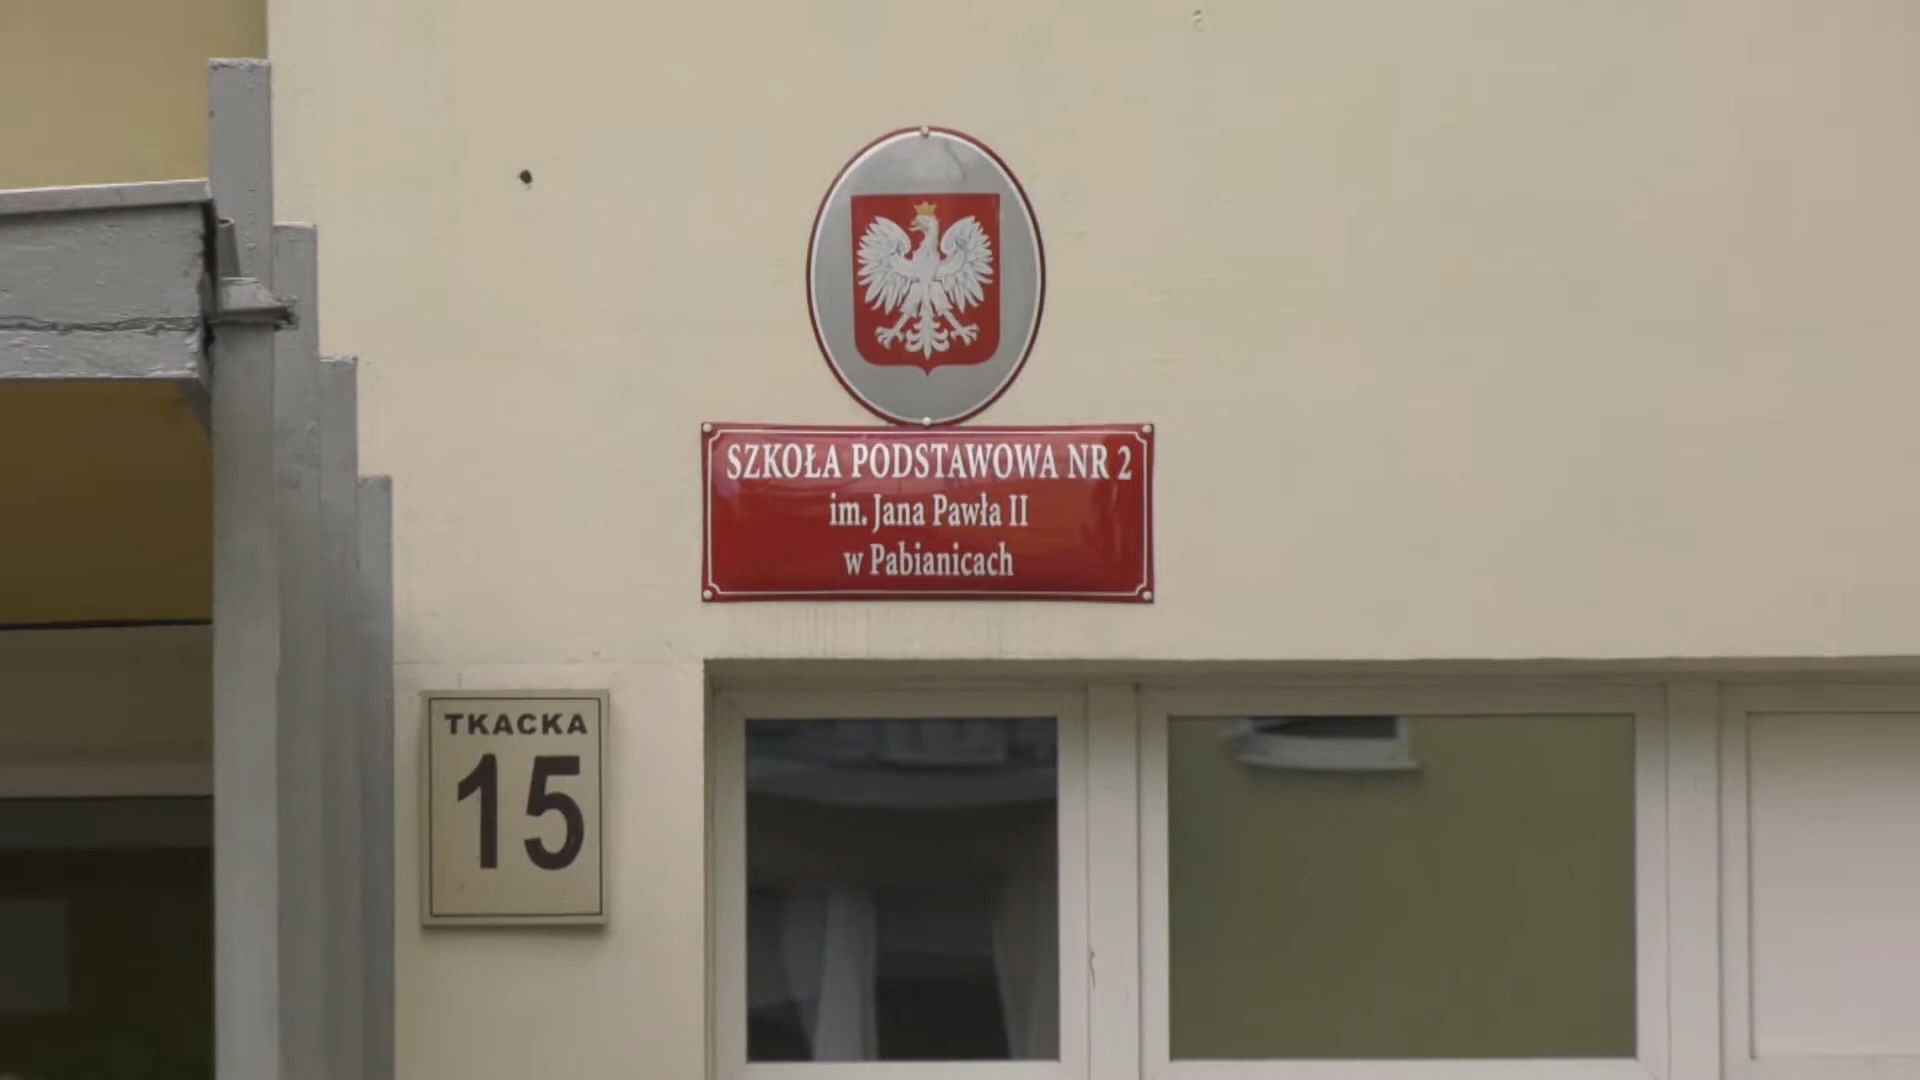 SZKOŁA PODSTAWOWA NR 2
im. Jana Pawła II
w Pabianicach
TKACKA
15